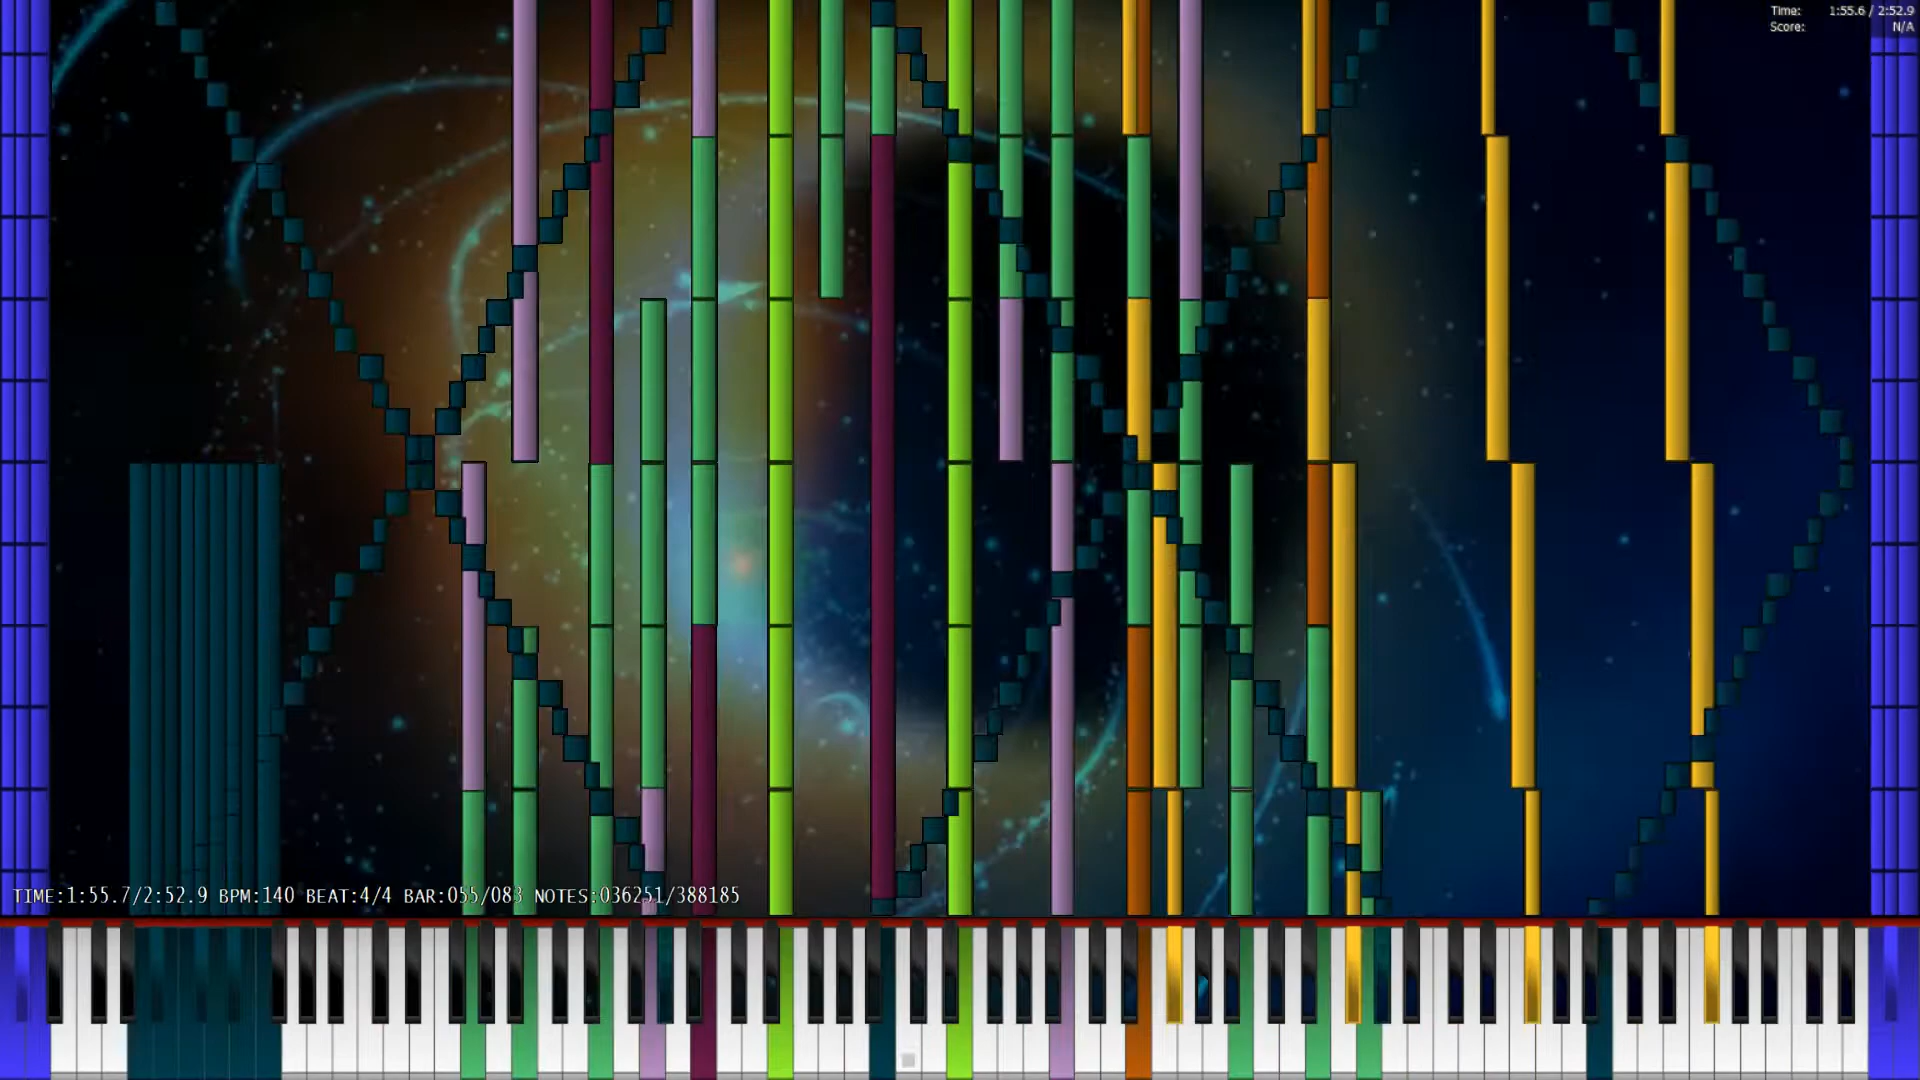 Time: 1:55.6 / 2:52.9
Score: N/A
TIME:1:55.7/2:52.9 BPM:140 BEAT:4/4 BAR:055/083 NOTES:036251/388185